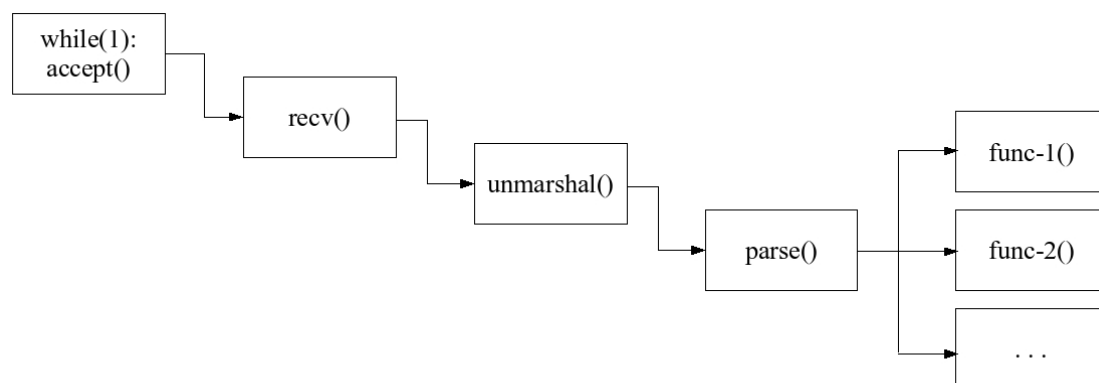 while(1):
accept()
recv()
unmarshal()
parse()
func-1()
func-2()
. . .